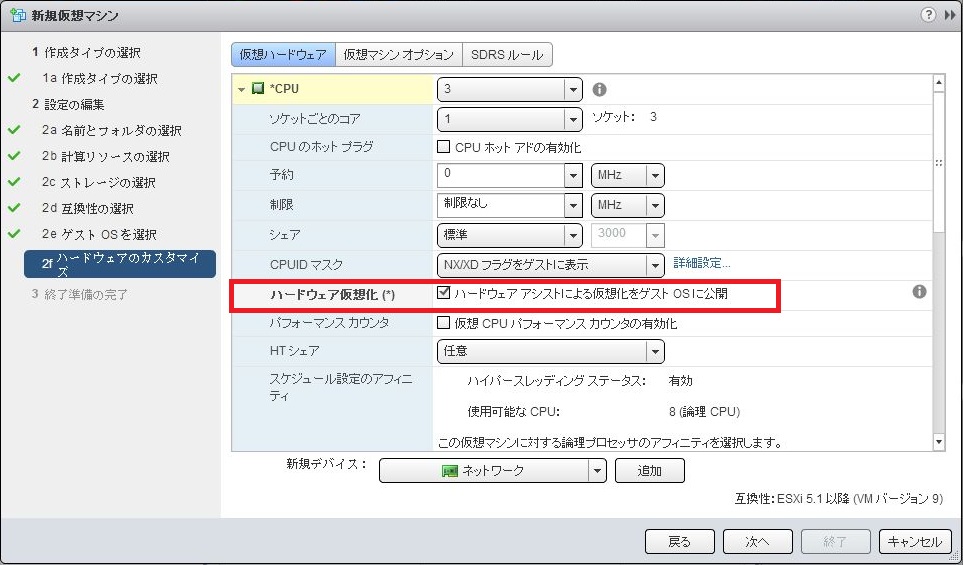 新規仮想マシン
1 作成タイプの選択
1a 作成タイプの選択
2 設定の編集
2a 名前とフォルダの選択
2b 計算リソースの選択
2c ストレージの選択
2d 互換性の選択
2e ゲスト OS を選択
2f ハードウェアのカスタマイズ
3 終了準備の完了
仮想ハードウェア 仮想マシン オプション SDRS ルール
*CPU 3
ソケットごとのコア 1 ソケット: 3
CPU のホット プラグ CPU ホット アドの有効化
予約 0 MHz
制限 制限なし MHz
シェア 標準 3000
CPUID マスク NX/XD フラグをゲストに表示 詳細設定...
ハードウェア仮想化 (*) ハードウェア アシストによる仮想化をゲスト OS に公開
パフォーマンス カウンタ 仮想 CPU パフォーマンス カウンタの有効化
HT シェア 任意
スケジュール設定のアフィニティ ハイパースレッディング ステータス: 有効
使用可能な CPU: 8 (論理 CPU)
この仮想マシンに対する論理プロセッサのアフィニティを選択します。
新規デバイス: ネットワーク 追加
互換性: ESXi 5.1 以降 (VM バージョン 9)
戻る 次へ 終了 キャンセル